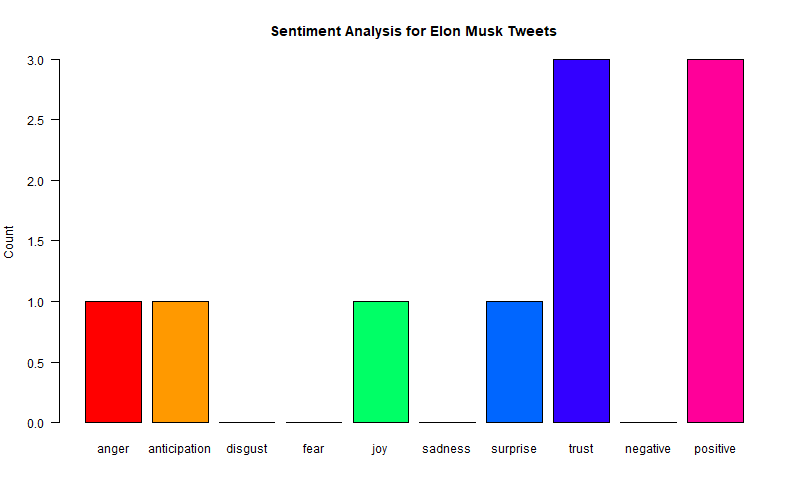 Sentiment Analysis for Elon Musk Tweets
3.0
2.5
2.0
1.5
1.0
0.5
0.0
Count
anger anticipation disgust fear joy sadness surprise trust negative positive